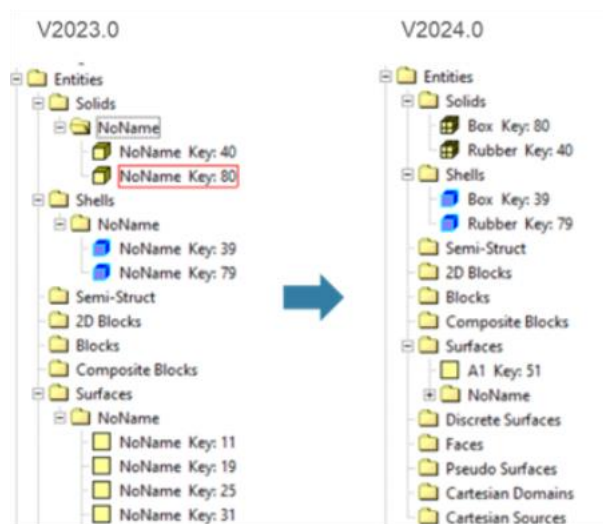 V2023.0
Entities
Solids
NoName
NoName Key: 40
NoName Key: 80
Shells
NoName
NoName Key: 39
NoName Key: 79
Semi-Struct
2D Blocks
Blocks
Composite Blocks
Surfaces
NoName
NoName Key: 11
NoName Key: 19
NoName Key: 25
NoName Key: 31
V2024.0
Entities
Solids
Box Key: 80
Rubber Key: 40
Shells
Box Key: 39
Rubber Key: 79
Semi-Struct
2D Blocks
Blocks
Composite Blocks
Surfaces
A1 Key: 51
NoName
Discrete Surfaces
Faces
Pseudo Surfaces
Cartesian Domains
Cartesian Sources